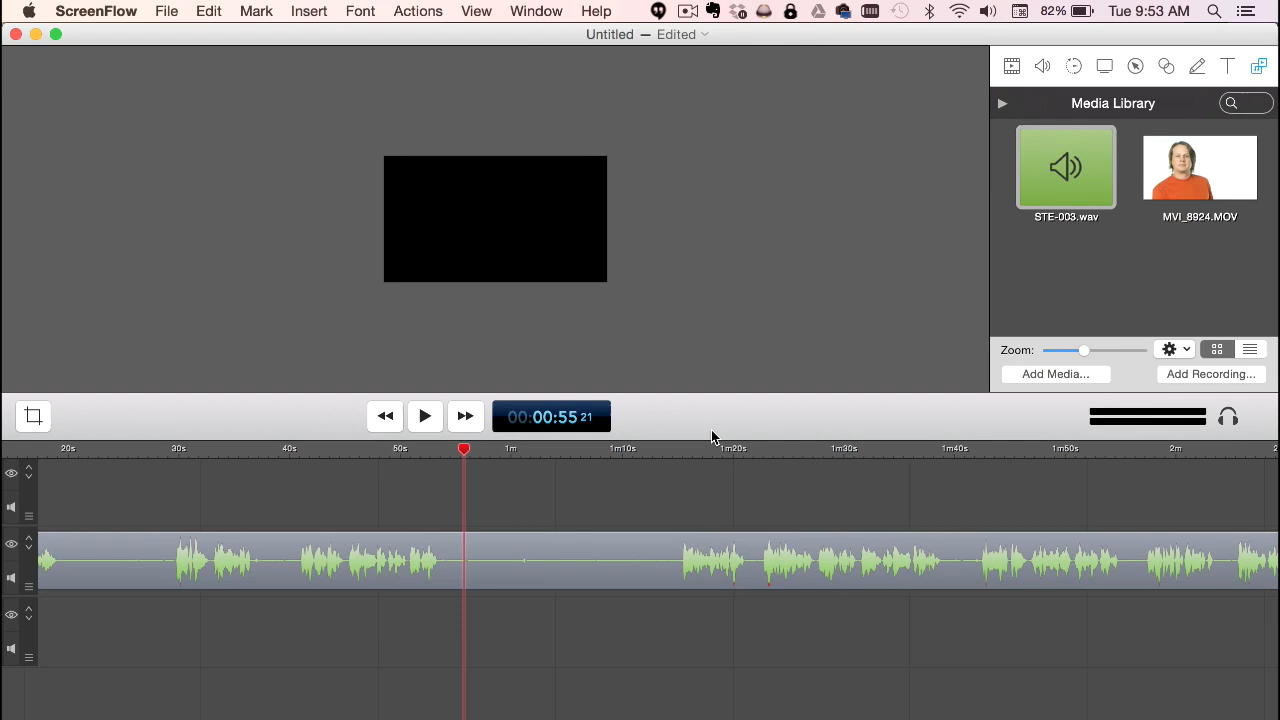 ScreenFlow File Edit Mark Insert Font Actions View Window Help 82% Tue 9:53 AM
Untitled — Edited
Media Library
STE-003.wav MVI_8924.MOV
Zoom:
Add Media... Add Recording...
00:00:55 21
20s 30s 40s 50s 1m 1m10s 1m20s 1m30s 1m40s 1m50s 2m 2